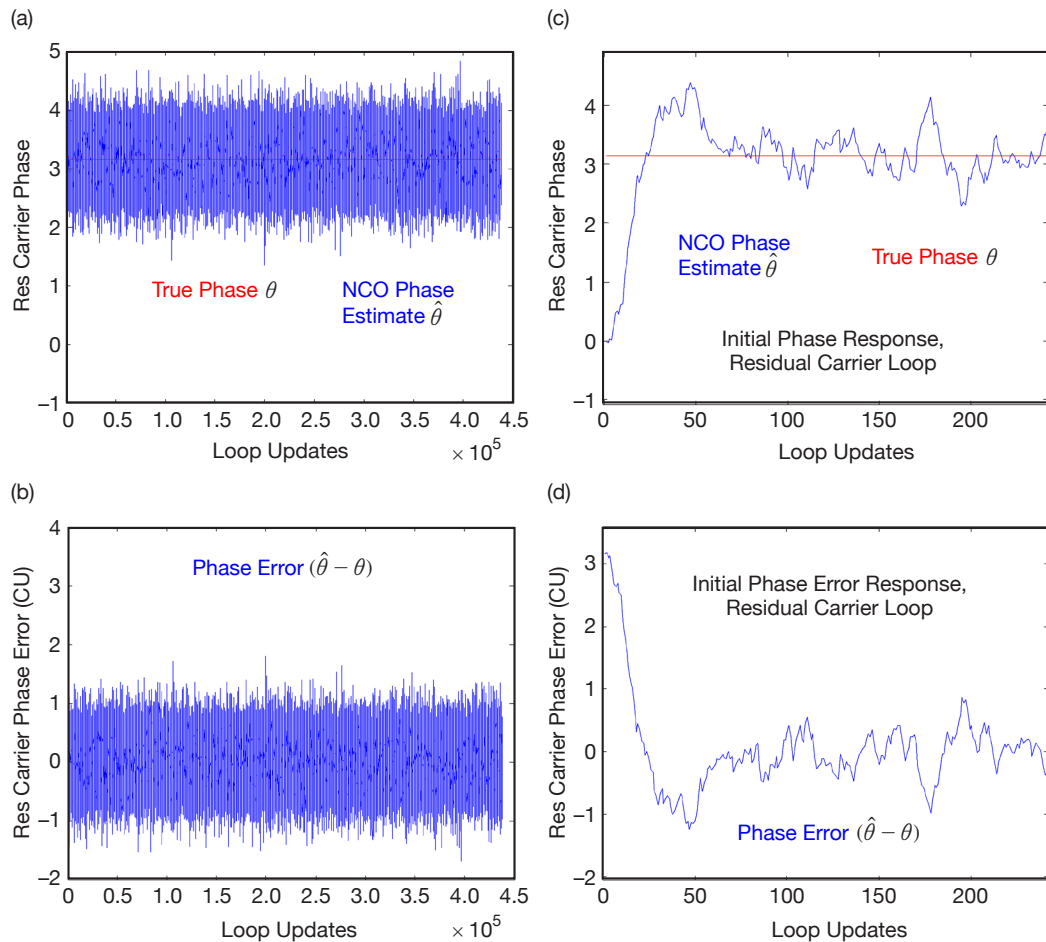 (a)
5
4
3
2
1
0
−1
Res Carrier Phase
True Phase θ
NCO Phase
Estimate θ̂
0 0.5 1.0 1.5 2.0 2.5 3.0 3.5 4.0 4.5
Loop Updates × 10⁵
(c)
4
3
2
1
0
−1
Res Carrier Phase
NCO Phase
Estimate θ̂
True Phase θ
Initial Phase Response,
Residual Carrier Loop
0 50 100 150 200
Loop Updates
(b)
4
3
2
1
0
−1
−2
Res Carrier Phase Error (CU)
Phase Error (θ̂ − θ)
0 0.5 1.0 1.5 2.0 2.5 3.0 3.5 4.0 4.5
Loop Updates × 10⁵
(d)
3
2
1
0
−1
−2
Res Carrier Phase Error (CU)
Initial Phase Error Response,
Residual Carrier Loop
Phase Error (θ̂ − θ)
0 50 100 150 200
Loop Updates